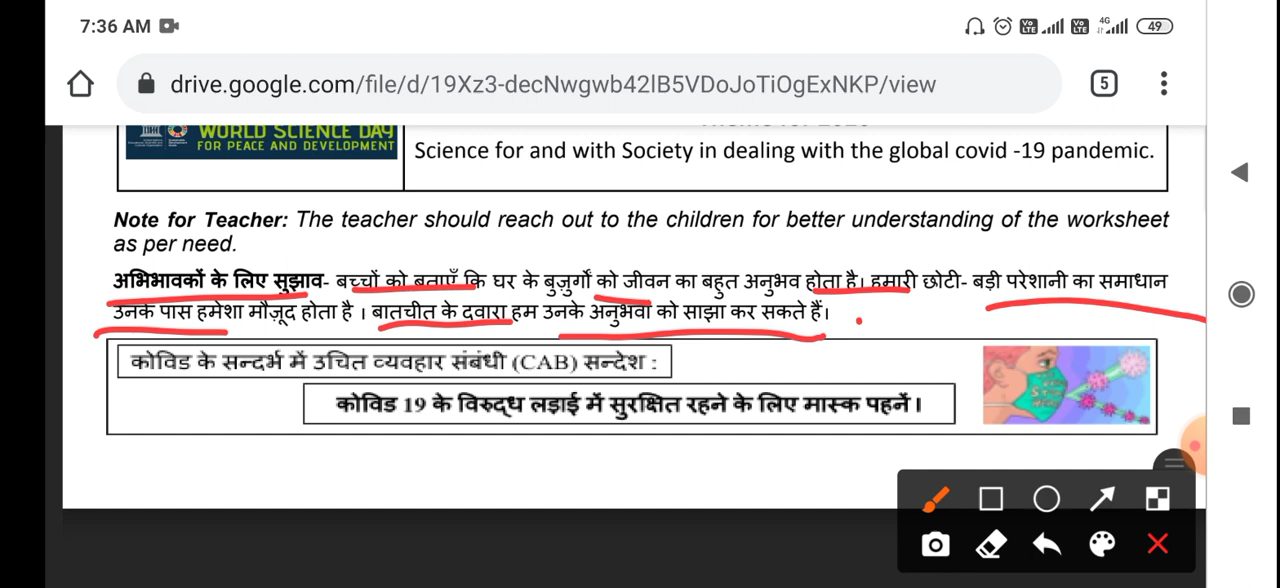 7:36 AM
4G
49
drive.google.com/file/d/19Xz3-decNwgwb42lB5VDoJoTiOgExNKP/view
5
WORLD SCIENCE DAY
FOR PEACE AND DEVELOPMENT
Science for and with Society in dealing with the global covid -19 pandemic.
Note for Teacher: The teacher should reach out to the children for better understanding of the worksheet
as per need.
अभिभावकों के लिए सुझाव- बच्चों को बताएँ कि घर के बुज़ुर्गों को जीवन का बहुत अनुभव होता है। हमारी छोटी- बड़ी परेशानी का समाधान
उनके पास हमेशा मौज़ूद होता है । बातचीत के दवारा हम उनके अनुभवों को साझा कर सकते हैं।
कोविड के सन्दर्भ में उचित व्यवहार संबंधी (CAB) सन्देश :
कोविड 19 के विरुद्ध लड़ाई में सुरक्षित रहने के लिए मास्क पहनें ।